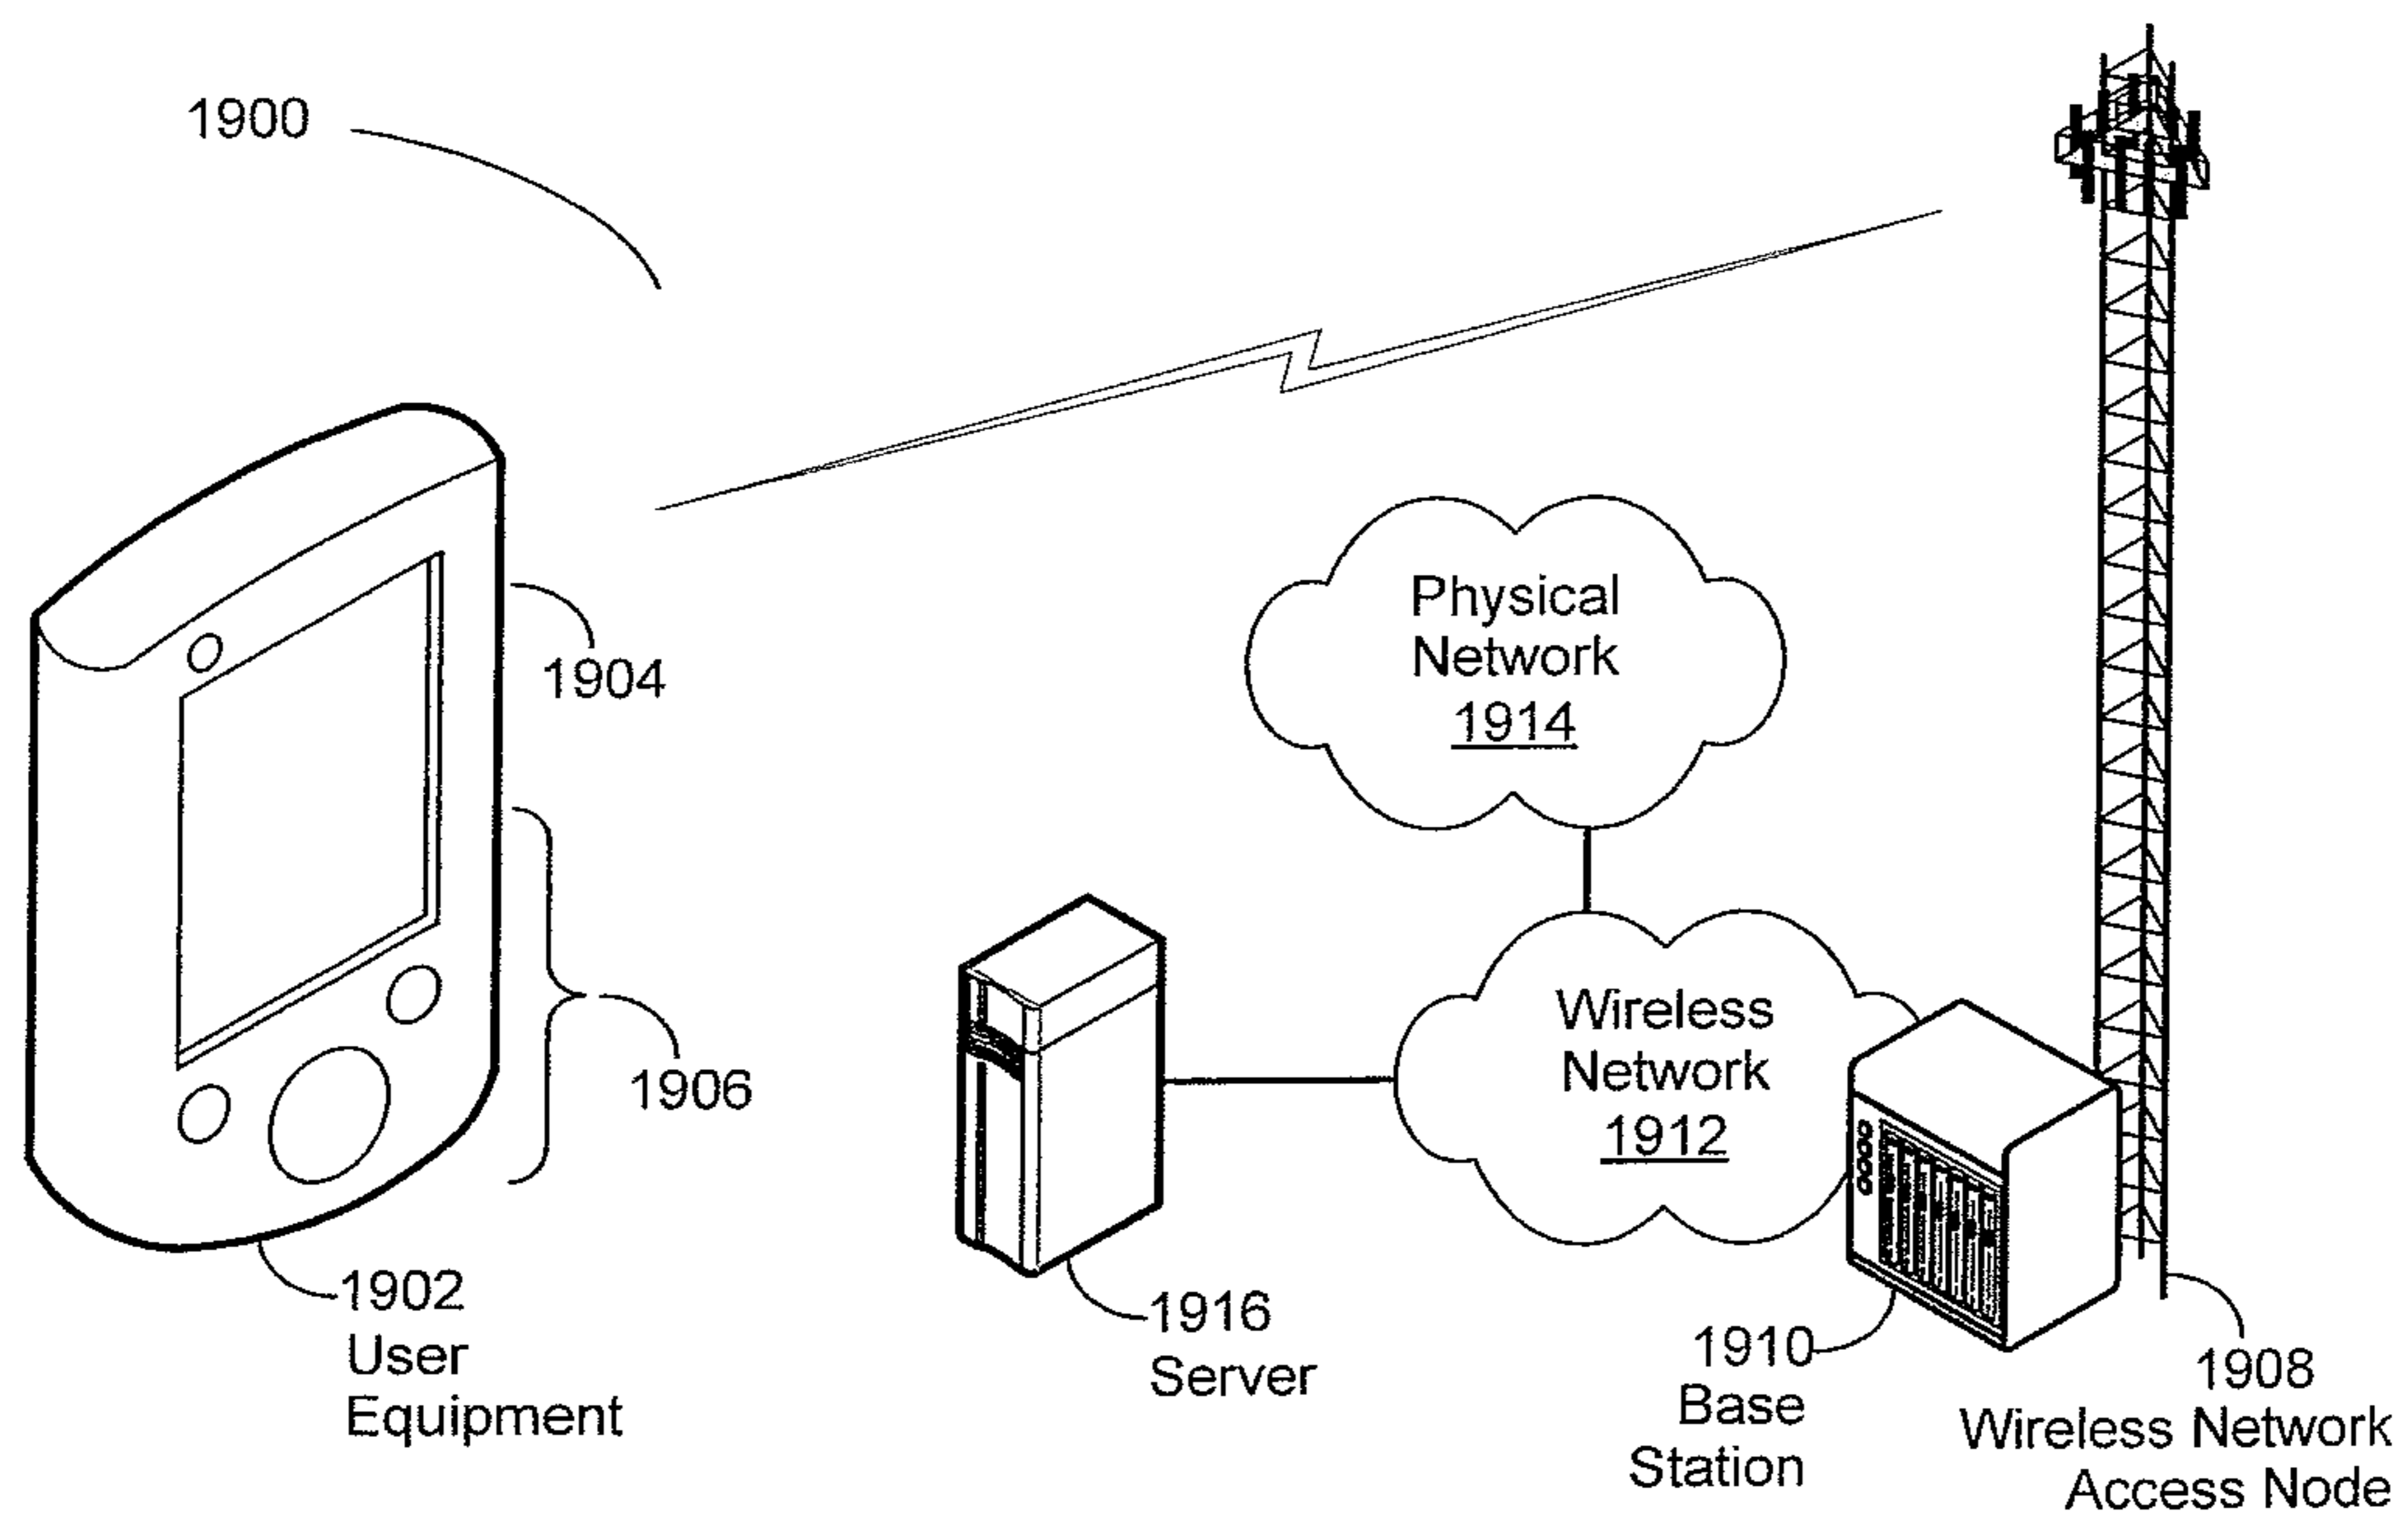 1900
1904
Physical
Network
1914
1906
Wireless
Network
1912
1902
User
Equipment
1916
Server
1910
Base
Station
1908
Wireless Network
Access Node